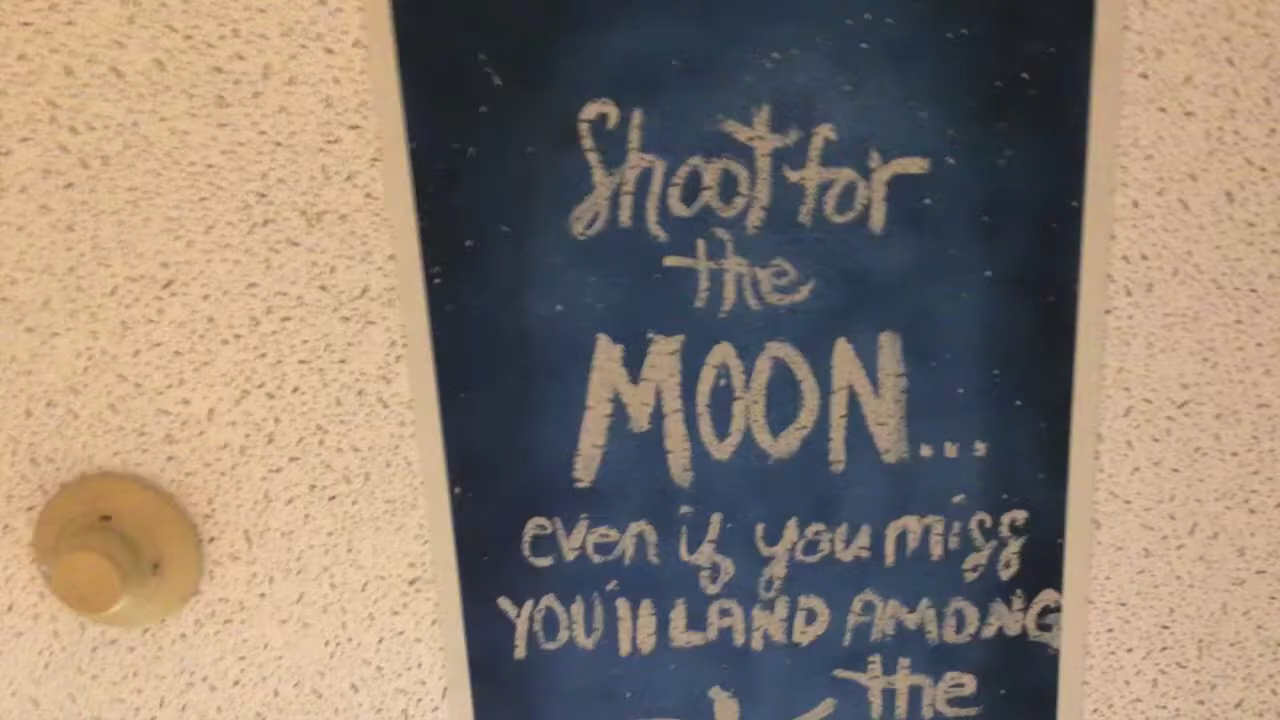 Shoot for
the
MOON...
even if you miss
YOU'll LAND AMONG
the